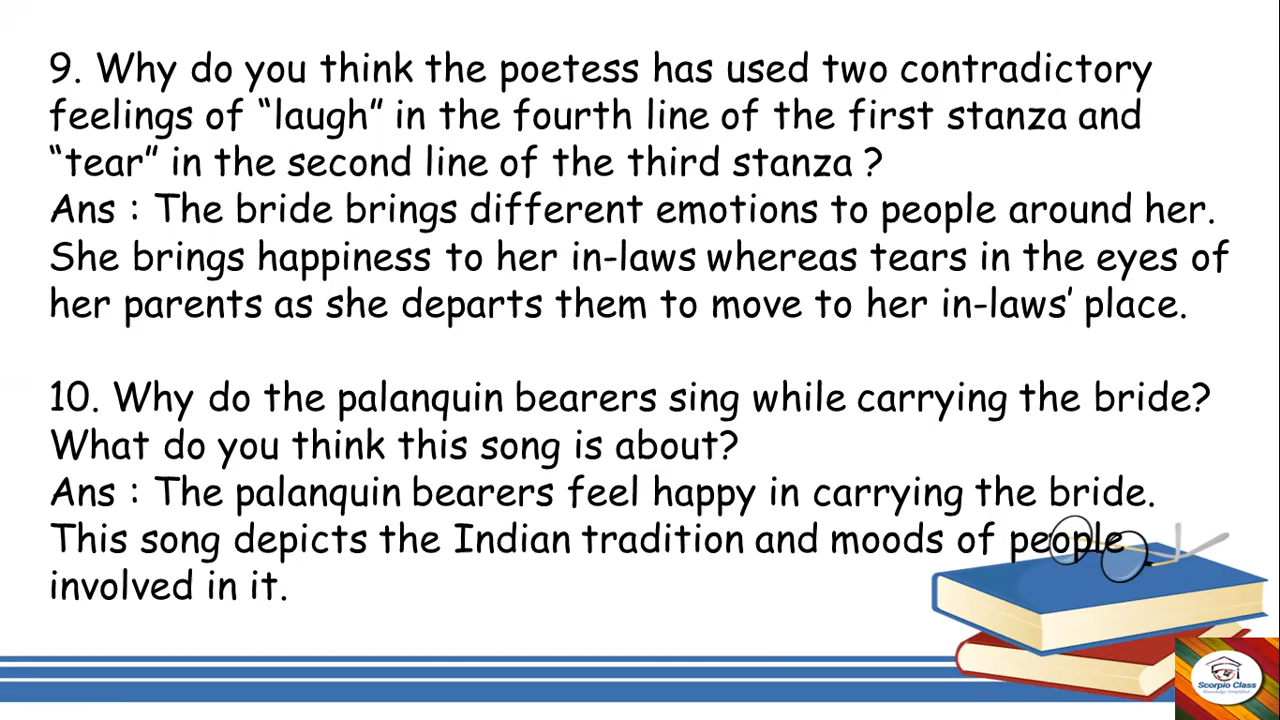 9. Why do you think the poetess has used two contradictory
feelings of “laugh” in the fourth line of the first stanza and
“tear” in the second line of the third stanza ?
Ans : The bride brings different emotions to people around her.
She brings happiness to her in-laws whereas tears in the eyes of
her parents as she departs them to move to her in-laws’ place.
10. Why do the palanquin bearers sing while carrying the bride?
What do you think this song is about?
Ans : The palanquin bearers feel happy in carrying the bride.
This song depicts the Indian tradition and moods of people
involved in it.
Scorpio Class
Knowledge Simplified